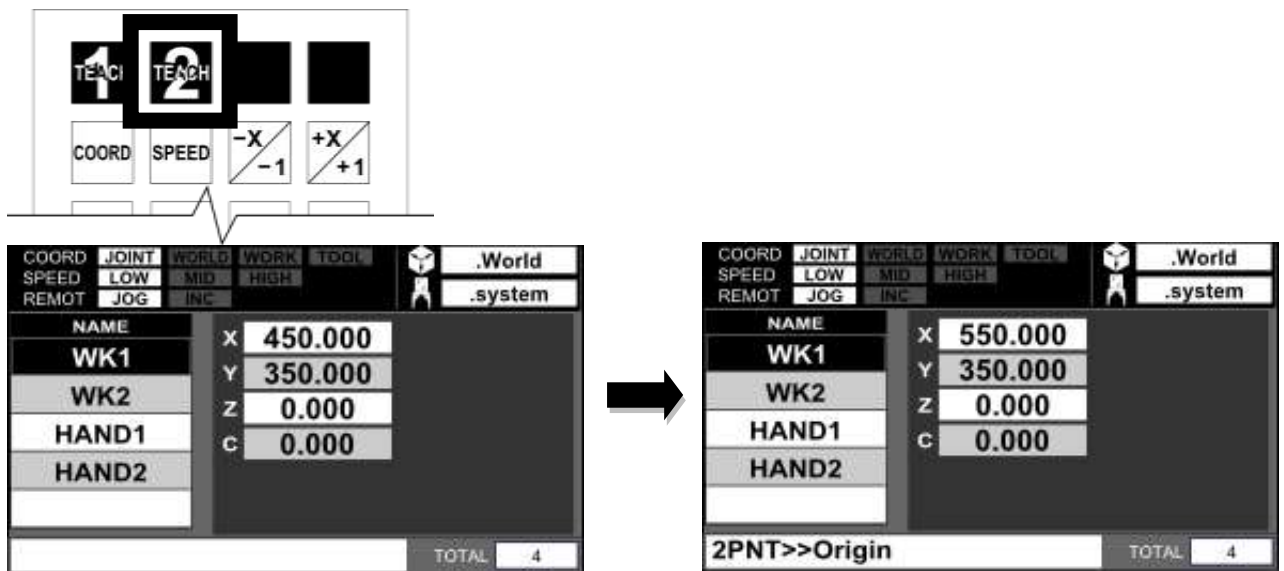 1 TEACH 2 TEACH
COORD SPEED -X/-1 +X/+1
COORD JOINT WORLD WORK TOOL .World
SPEED LOW MID HIGH
REMOT JOG INC .system
NAME
WK1
WK2
HAND1
HAND2
X 450.000
Y 350.000
Z 0.000
C 0.000
TOTAL 4
COORD JOINT WORLD WORK TOOL .World
SPEED LOW MID HIGH
REMOT JOG INC .system
NAME
WK1
WK2
HAND1
HAND2
X 550.000
Y 350.000
Z 0.000
C 0.000
2PNT>>Origin TOTAL 4